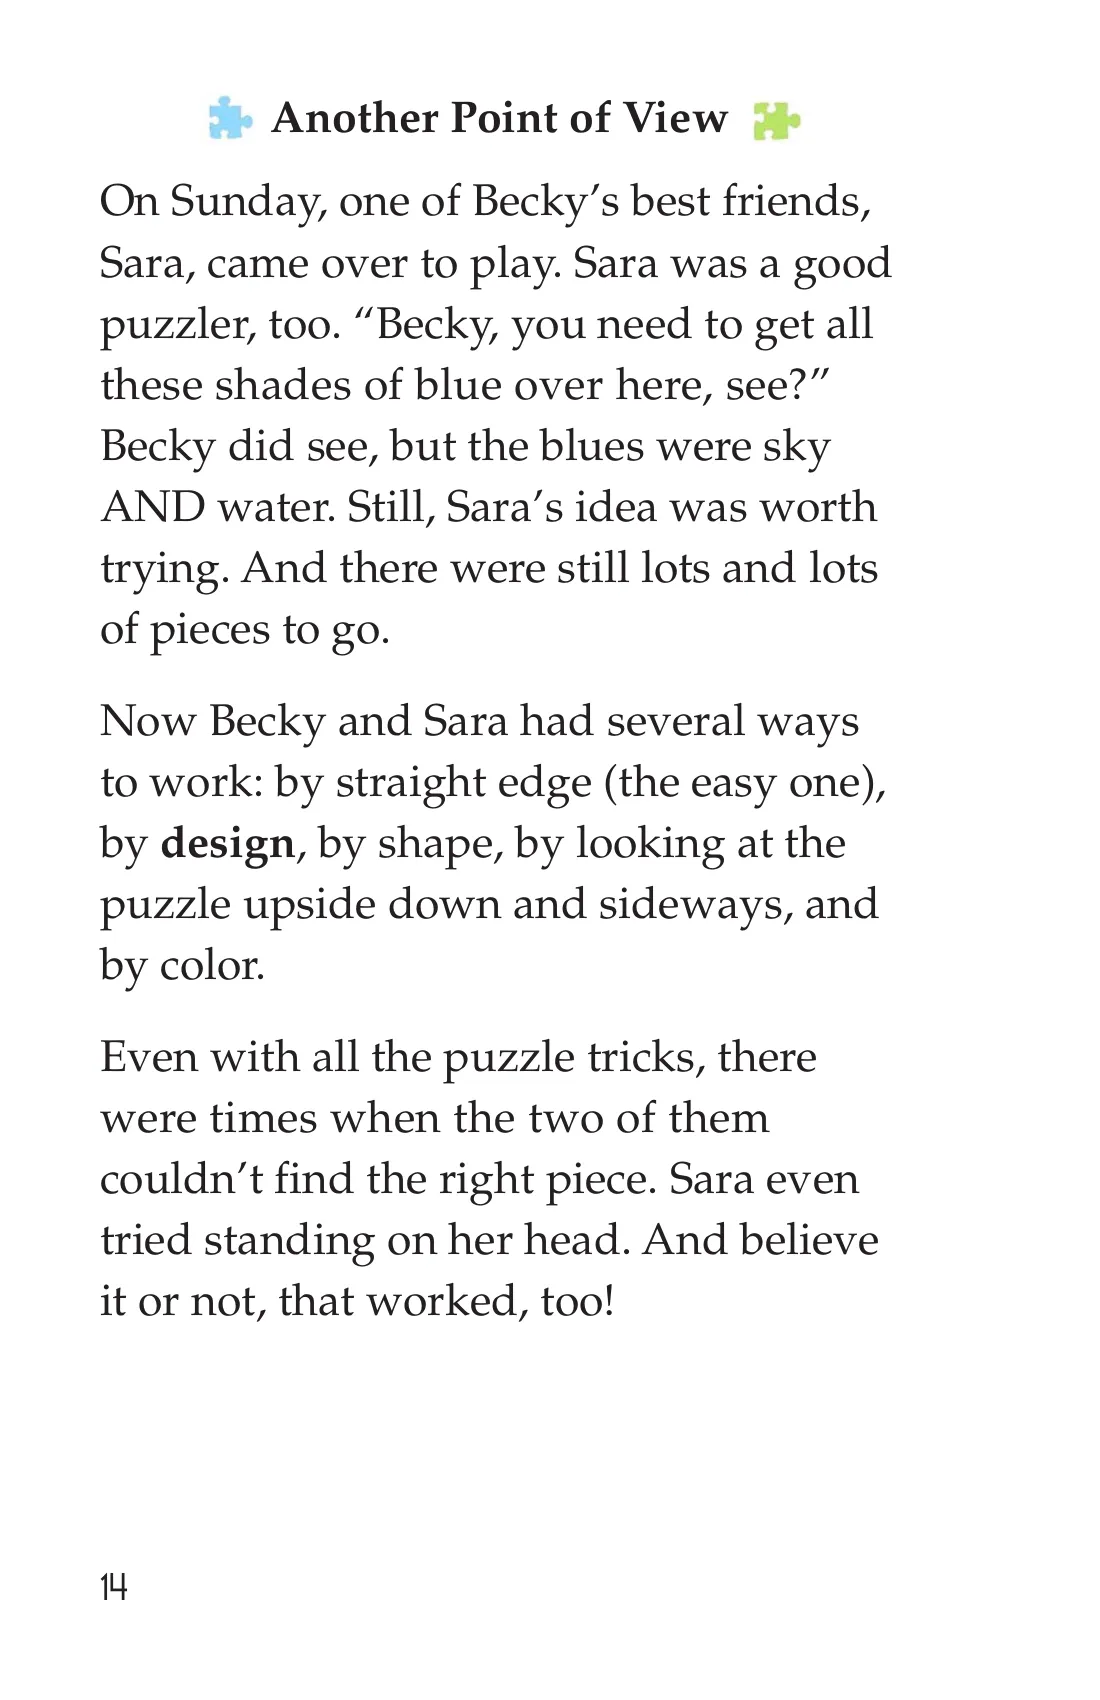 Another Point of View
On Sunday, one of Becky’s best friends,
Sara, came over to play. Sara was a good
puzzler, too. “Becky, you need to get all
these shades of blue over here, see?”
Becky did see, but the blues were sky
AND water. Still, Sara’s idea was worth
trying. And there were still lots and lots
of pieces to go.
Now Becky and Sara had several ways
to work: by straight edge (the easy one),
by design, by shape, by looking at the
puzzle upside down and sideways, and
by color.
Even with all the puzzle tricks, there
were times when the two of them
couldn’t find the right piece. Sara even
tried standing on her head. And believe
it or not, that worked, too!
14